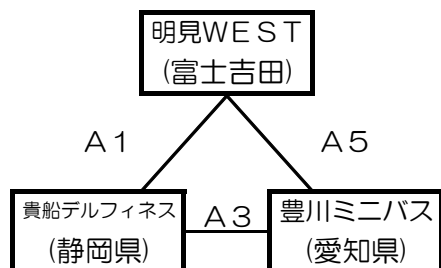 明見ＷＥＳＴ
(富士吉田)
Ａ１
Ａ５
貴船デルフィネス
(静岡県)
Ａ３
豊川ミニバス
(愛知県)